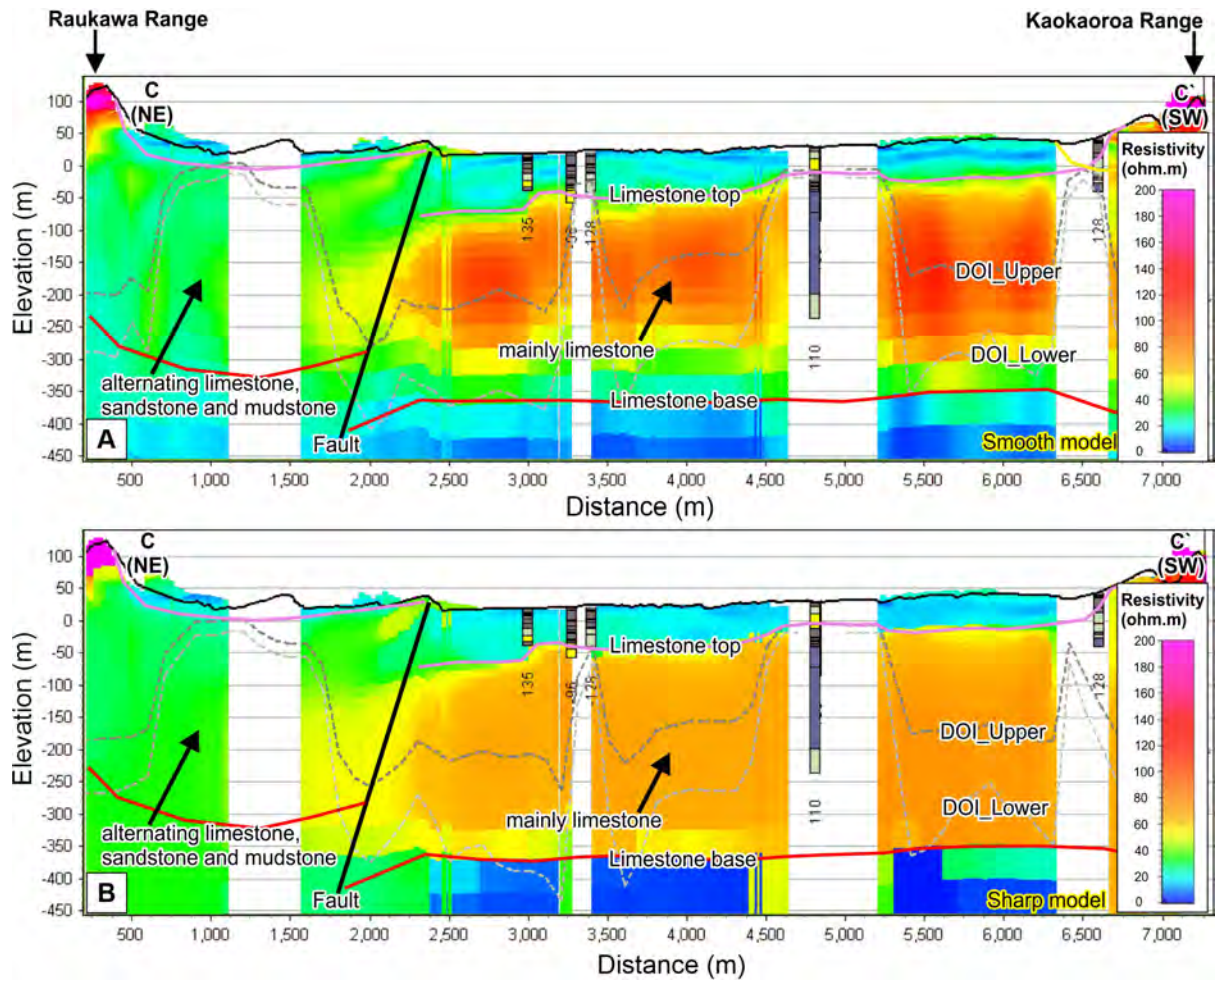 Raukawa Range
Kaokaoroa Range
C
(NE)
C`
(SW)
Resistivity
(ohm.m)
200
180
160
140
120
100
80
60
40
20
0
100
50
0
-50
-100
-150
-200
-250
-300
-350
-400
-450
Elevation (m)
Limestone top
135
96
128
110
128
DOI_Upper
DOI_Lower
mainly limestone
alternating limestone,
sandstone and mudstone
Limestone base
Fault
A
Smooth model
500
1,000
1,500
2,000
2,500
3,000
3,500
4,000
4,500
5,000
5,500
6,000
6,500
7,000
Distance (m)
C
(NE)
C`
(SW)
Resistivity
(ohm.m)
200
180
160
140
120
100
80
60
40
20
0
100
50
0
-50
-100
-150
-200
-250
-300
-350
-400
-450
Elevation (m)
Limestone top
135
96
128
110
128
DOI_Upper
DOI_Lower
mainly limestone
alternating limestone,
sandstone and mudstone
Limestone base
Fault
B
Sharp model
500
1,000
1,500
2,000
2,500
3,000
3,500
4,000
4,500
5,000
5,500
6,000
6,500
7,000
Distance (m)